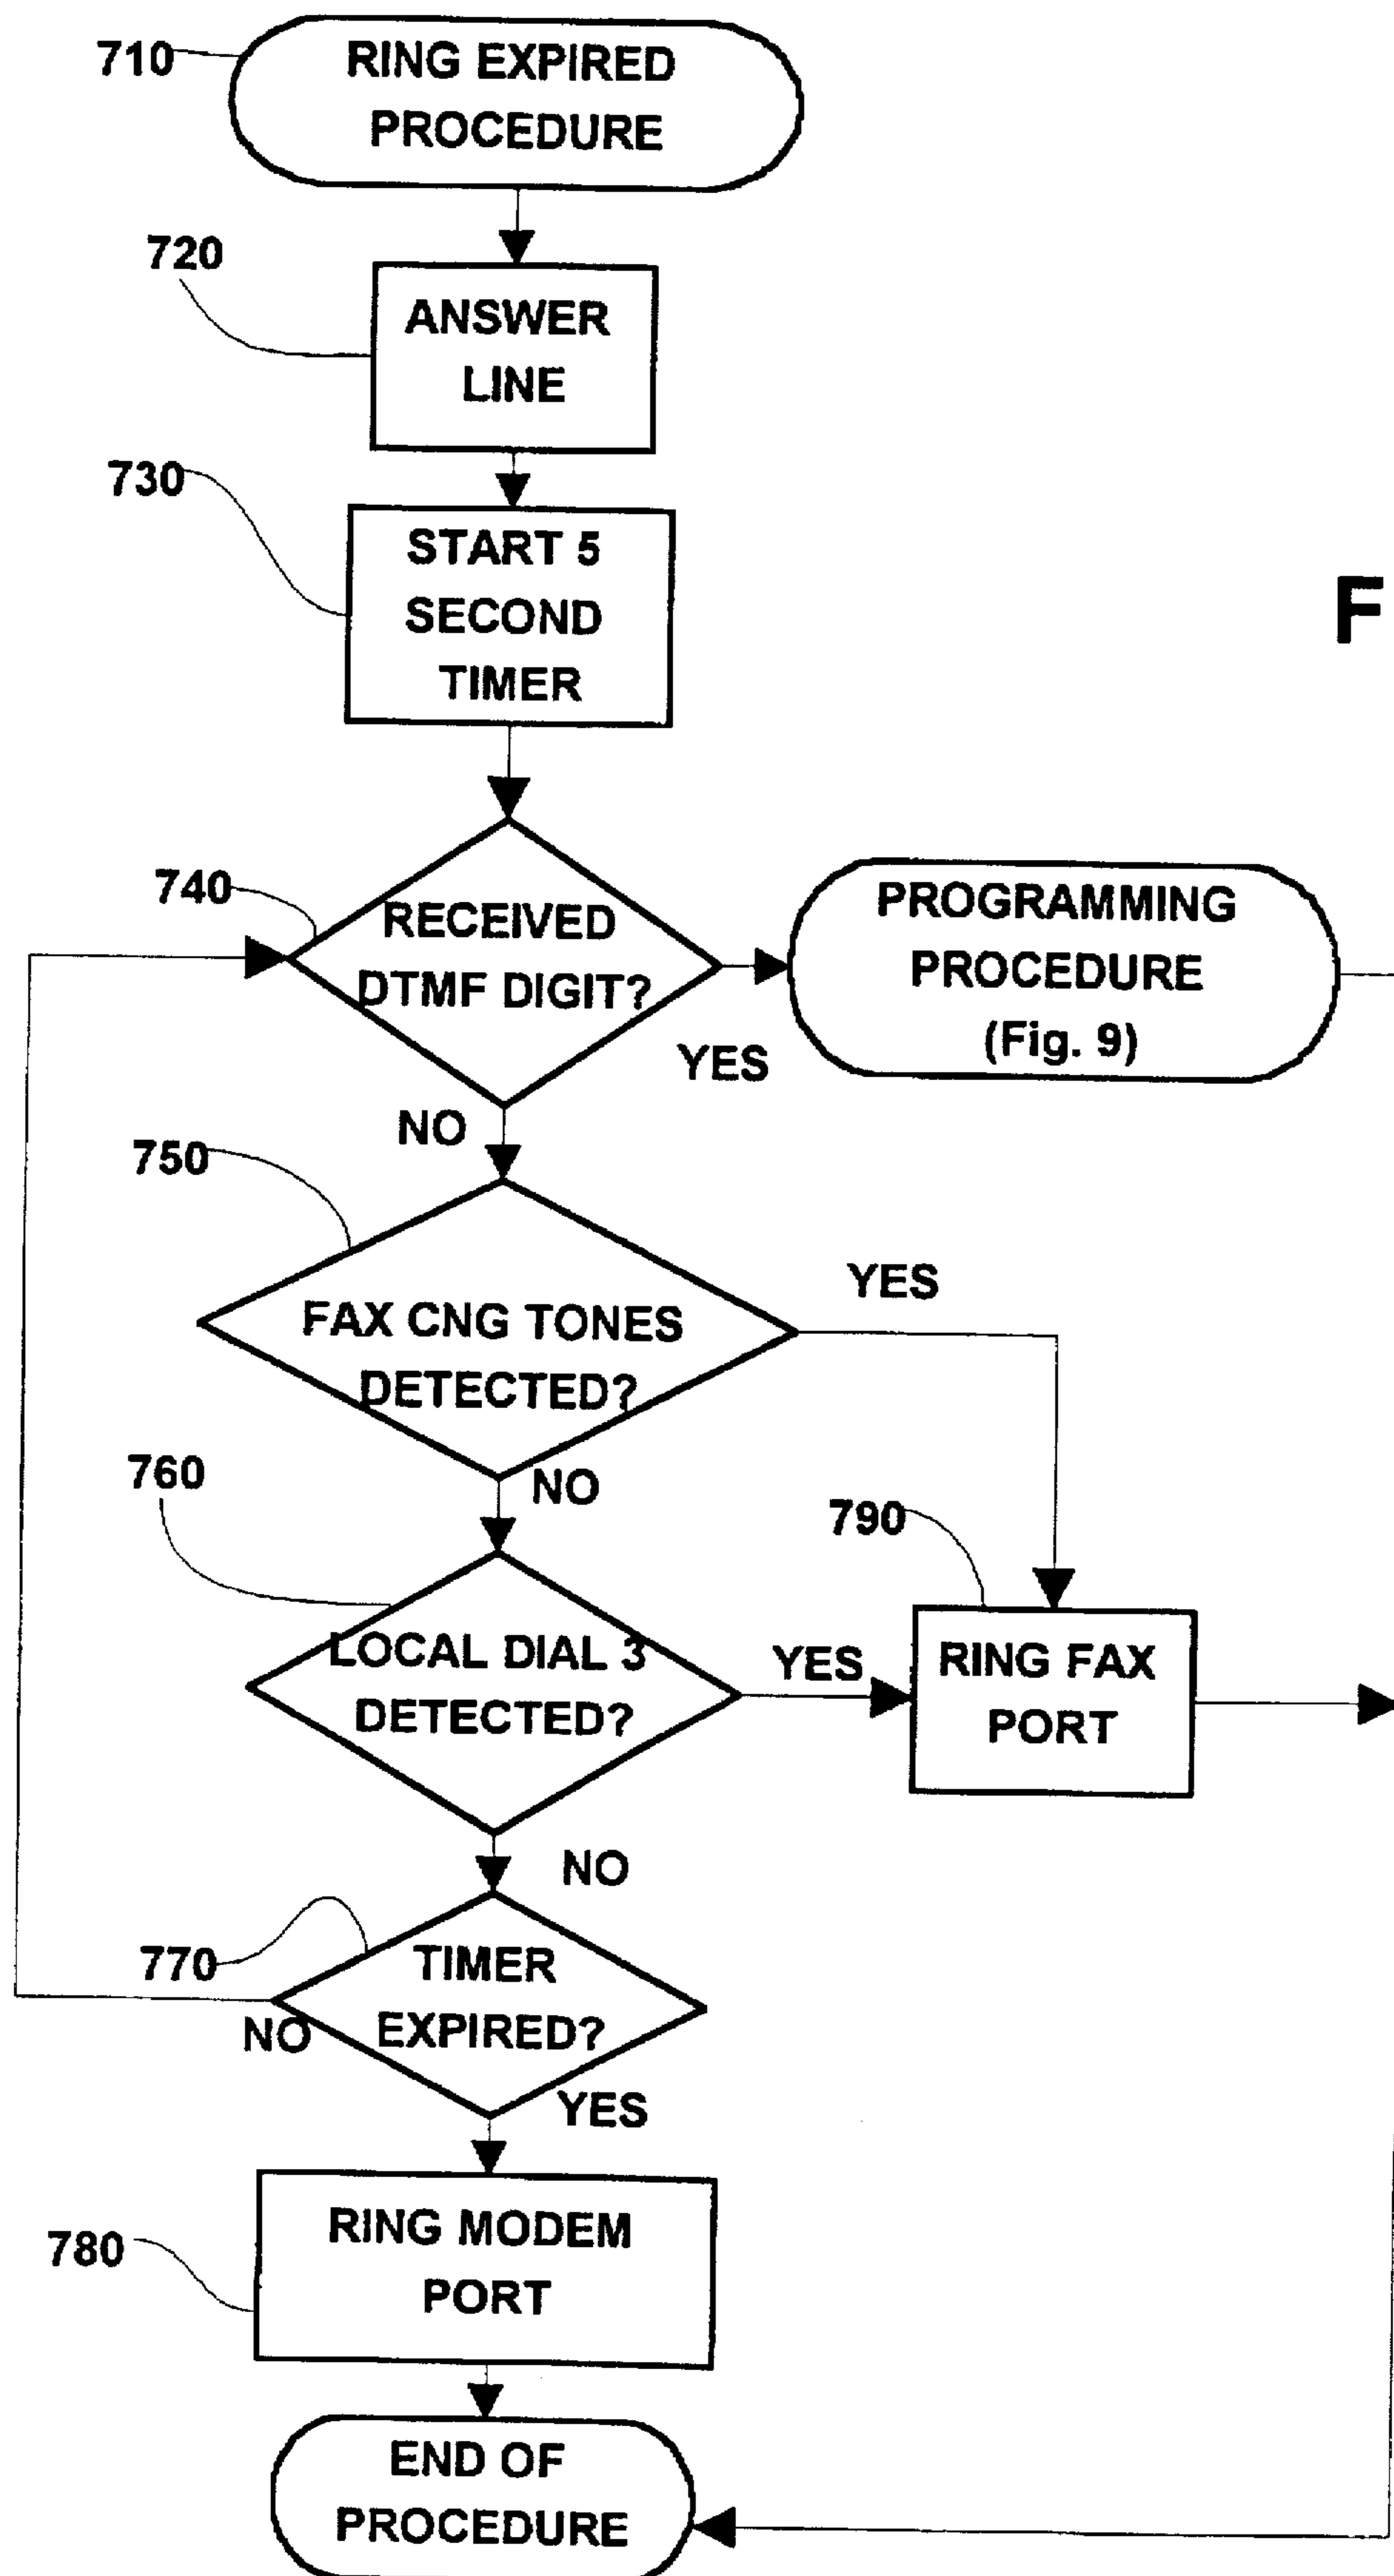 710
RING EXPIRED
PROCEDURE
720
ANSWER
LINE
730
START 5
SECOND
TIMER
F
740
RECEIVED
DTMF DIGIT?
YES
NO
PROGRAMMING
PROCEDURE
(Fig. 9)
750
FAX CNG TONES
DETECTED?
YES
NO
760
LOCAL DIAL 3
DETECTED?
YES
NO
790
RING FAX
PORT
770
TIMER
EXPIRED?
NO
YES
780
RING MODEM
PORT
END OF
PROCEDURE